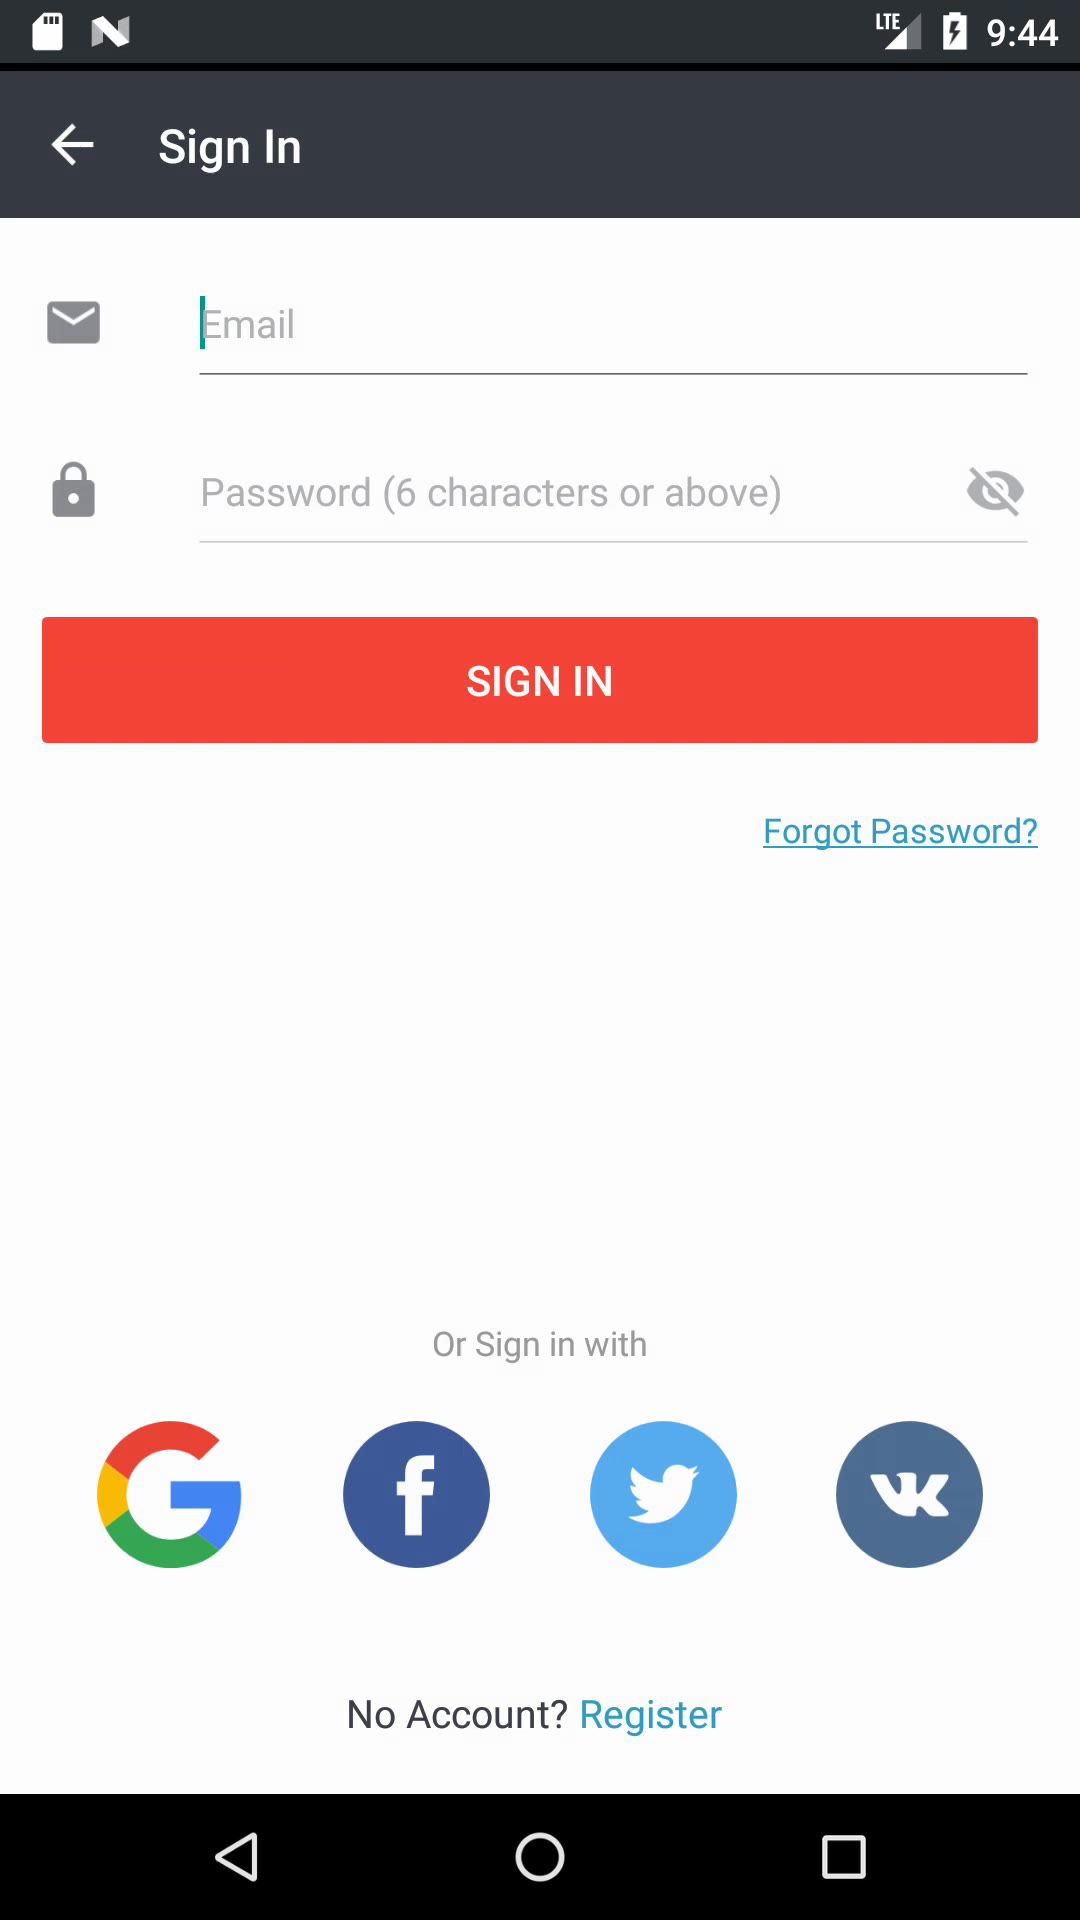 LTE 9:44
Sign In
Email
Password (6 characters or above)
SIGN IN
Forgot Password?
Or Sign in with
No Account? Register